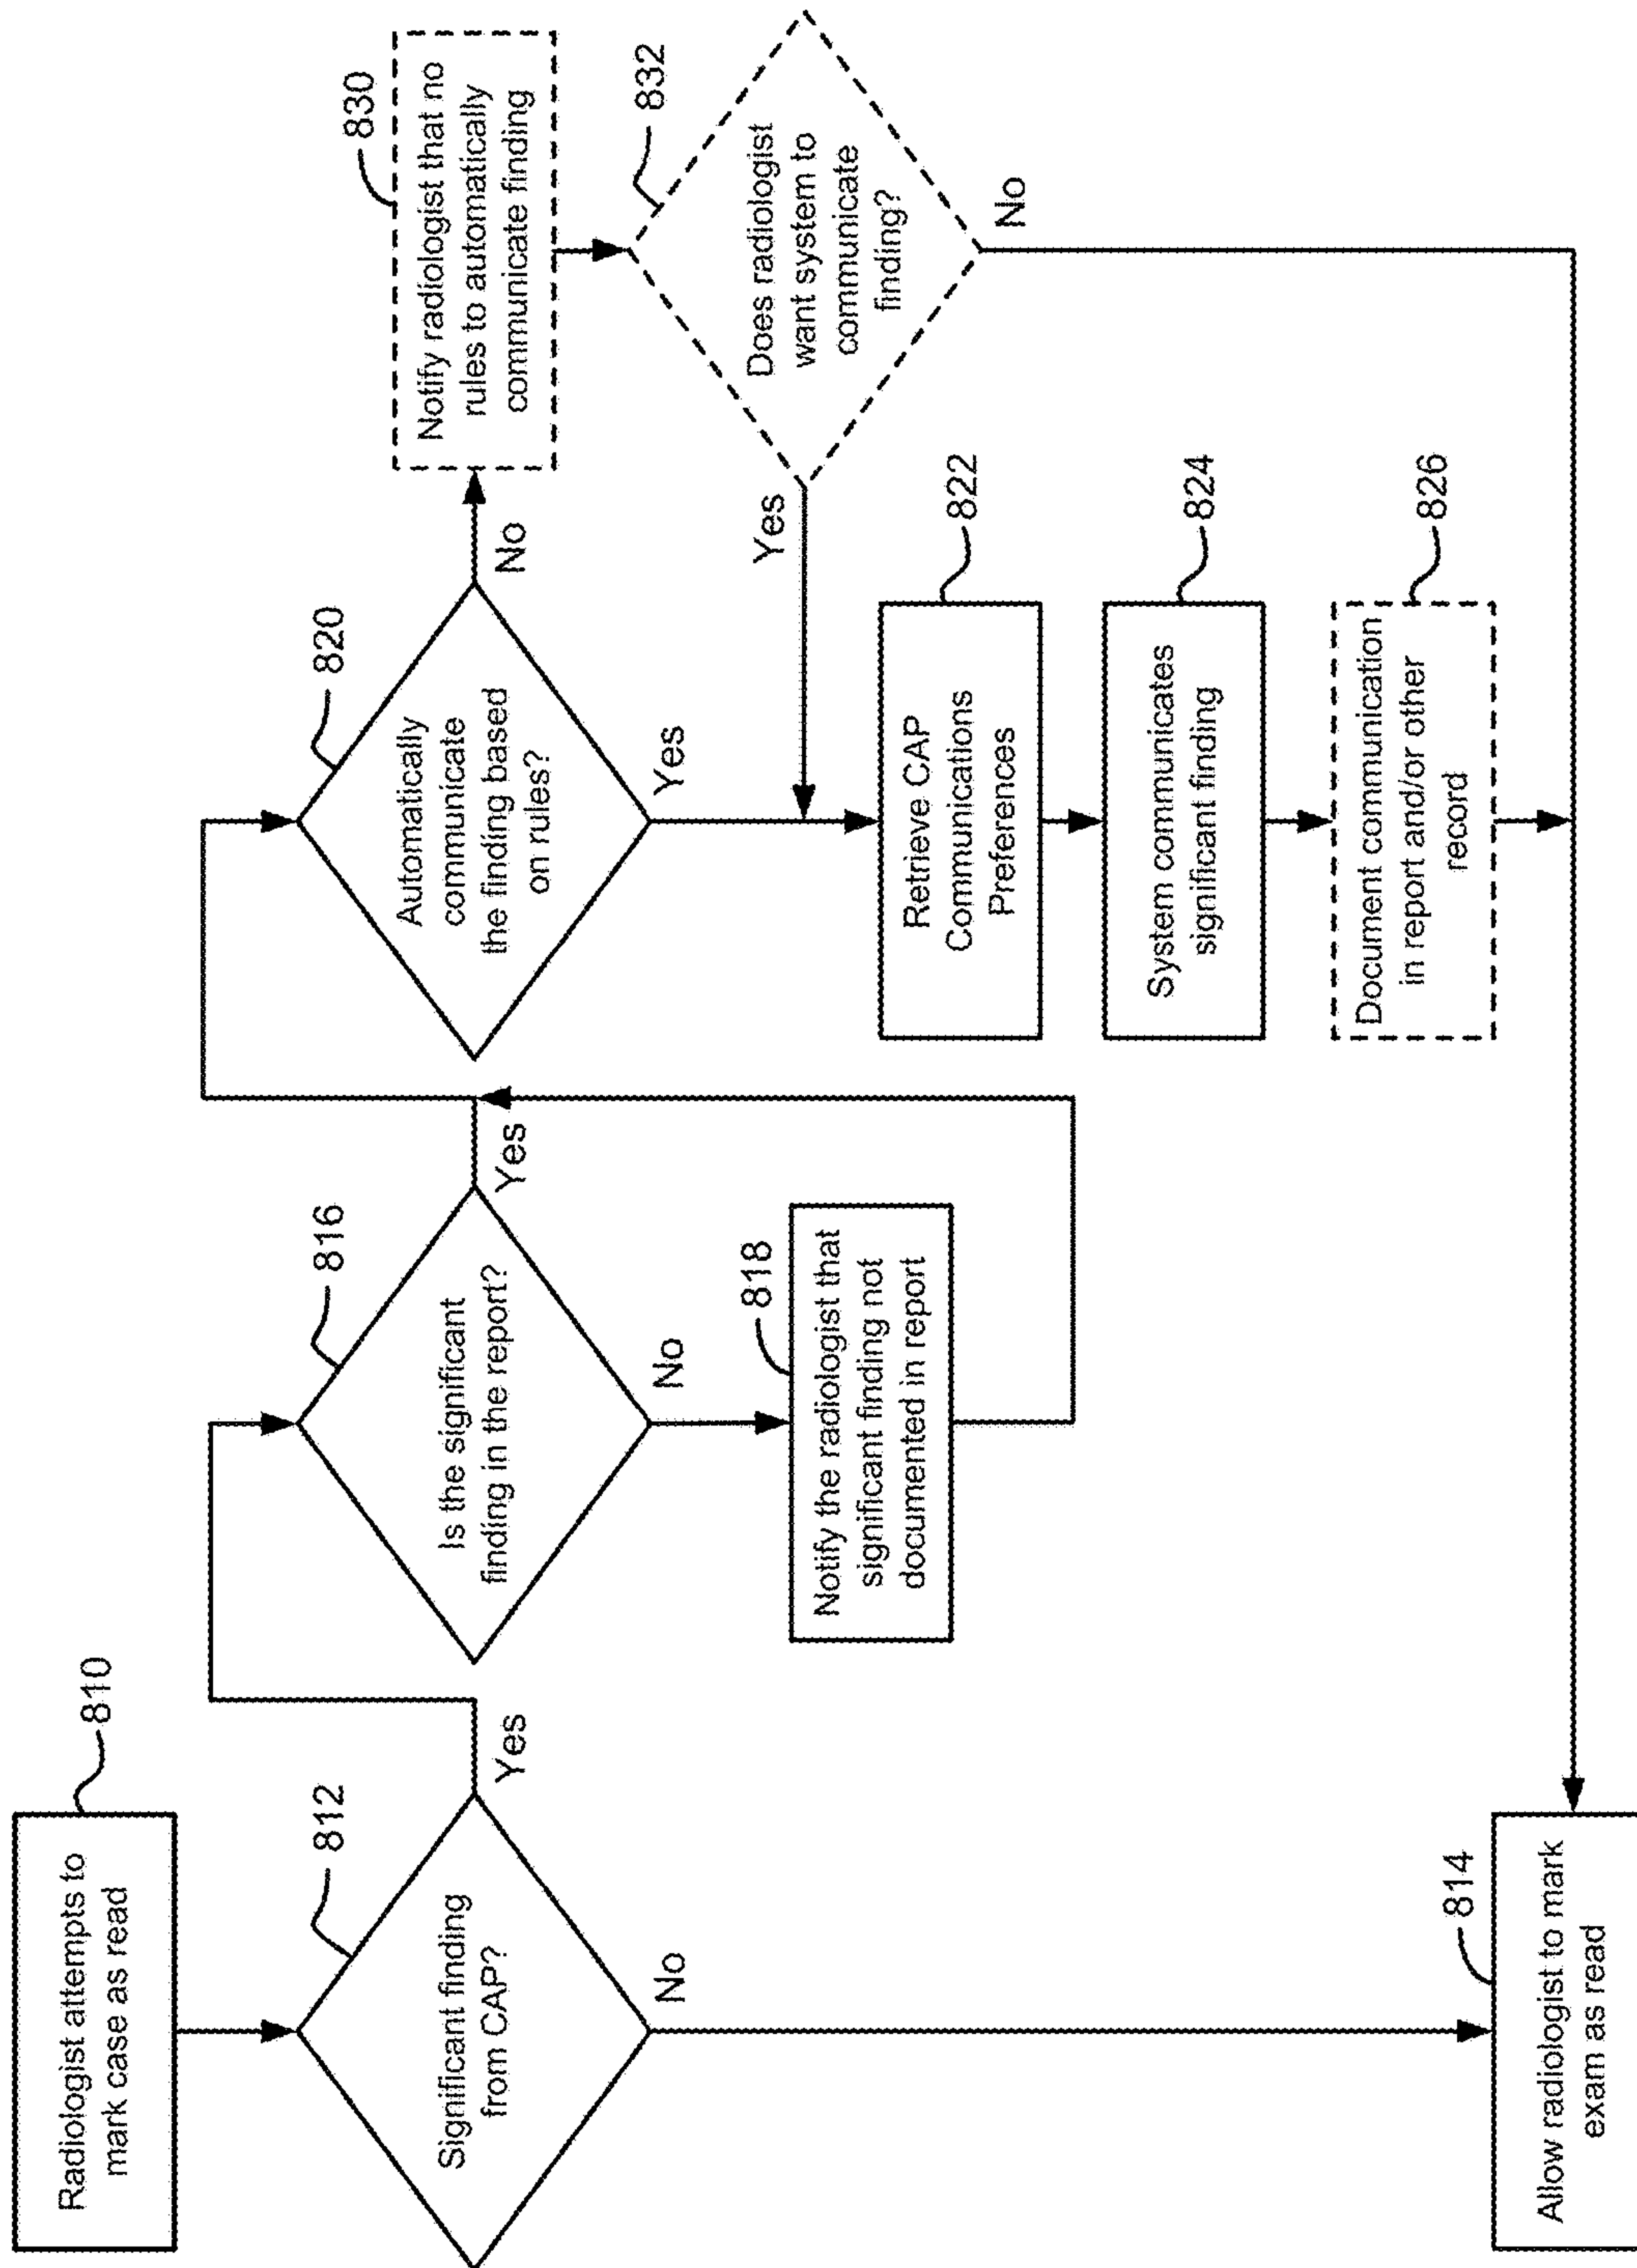 810
Radiologist attempts to
mark case as read
812
Significant finding
from CAP?
Yes
No
814
Allow radiologist to mark
exam as read
816
Is the significant
finding in the report?
Yes
No
818
Notify the radiologist that
significant finding not
documented in report
820
Automatically
communicate
the finding based
on rules?
No
Yes
822
Retrieve CAP
Communications
Preferences
824
System communicates
significant finding
826
Document communication
in report and/or other
record
830
Notify radiologist that no
rules to automatically
communicate finding
832
Does radiologist
want system to
communicate
finding?
Yes
No